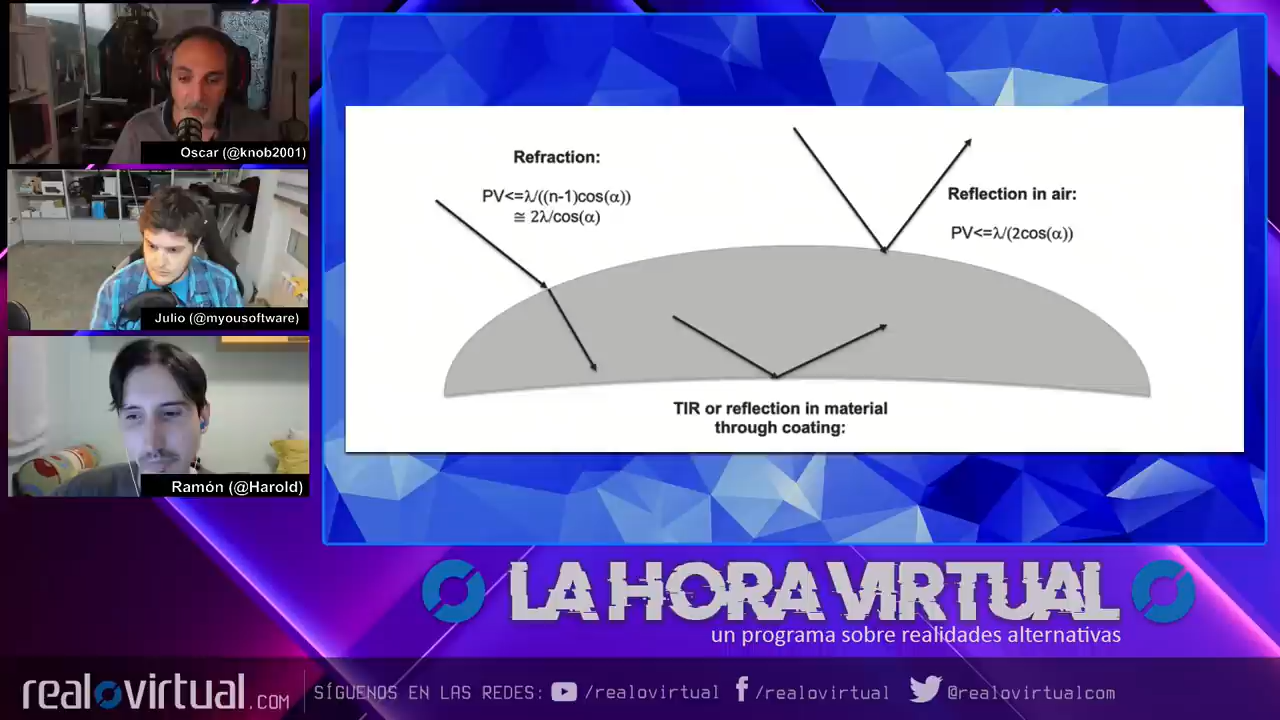 Oscar (@knob2001)
Julio (@myousoftware)
Ramón (@Harold)
Refraction:
PV<=λ/((n-1)cos(α))
≅ 2λ/cos(α)
Reflection in air:
PV<=λ/(2cos(α))
TIR or reflection in material
through coating:
LA HORA VIRTUAL
un programa sobre realidades alternativas
realovirtual.com
SÍGUENOS EN LAS REDES: /realovirtual /realovirtual @realovirtual